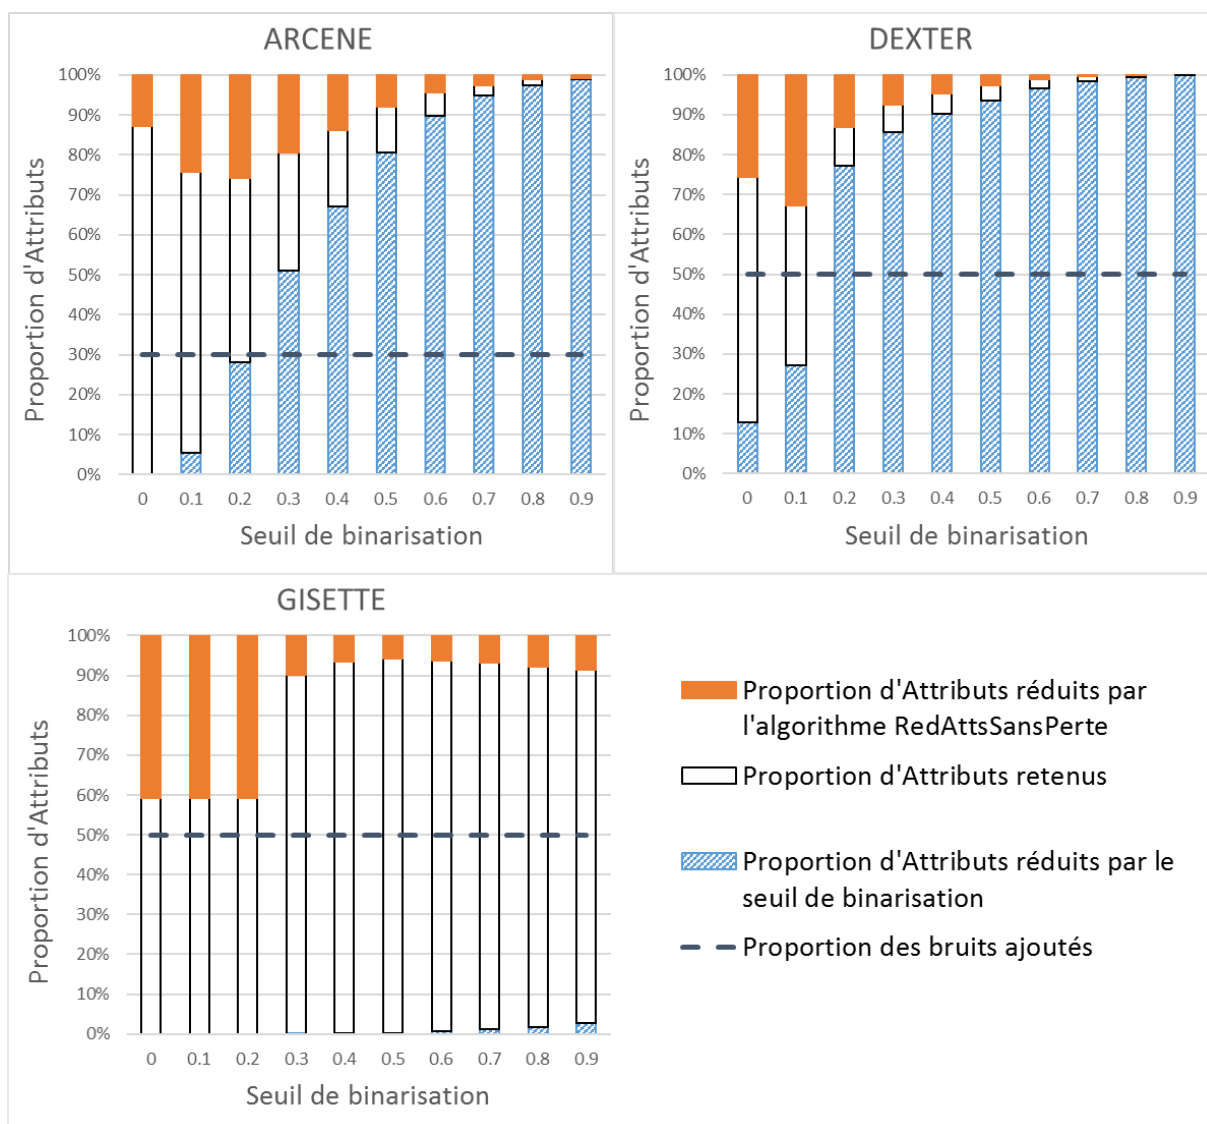 ARCENE
100%
90%
80%
70%
60%
50%
40%
30%
20%
10%
0%
Proportion d'Attributs
0 0.1 0.2 0.3 0.4 0.5 0.6 0.7 0.8 0.9
Seuil de binarisation
DEXTER
100%
90%
80%
70%
60%
50%
40%
30%
20%
10%
0%
Proportion d'Attributs
0 0.1 0.2 0.3 0.4 0.5 0.6 0.7 0.8 0.9
Seuil de binarisation
GISETTE
100%
90%
80%
70%
60%
50%
40%
30%
20%
10%
0%
Proportion d'Attributs
0 0.1 0.2 0.3 0.4 0.5 0.6 0.7 0.8 0.9
Seuil de binarisation
Proportion d'Attributs réduits par
l'algorithme RedAttsSansPerte
Proportion d'Attributs retenus
Proportion d'Attributs réduits par le
seuil de binarisation
Proportion des bruits ajoutés